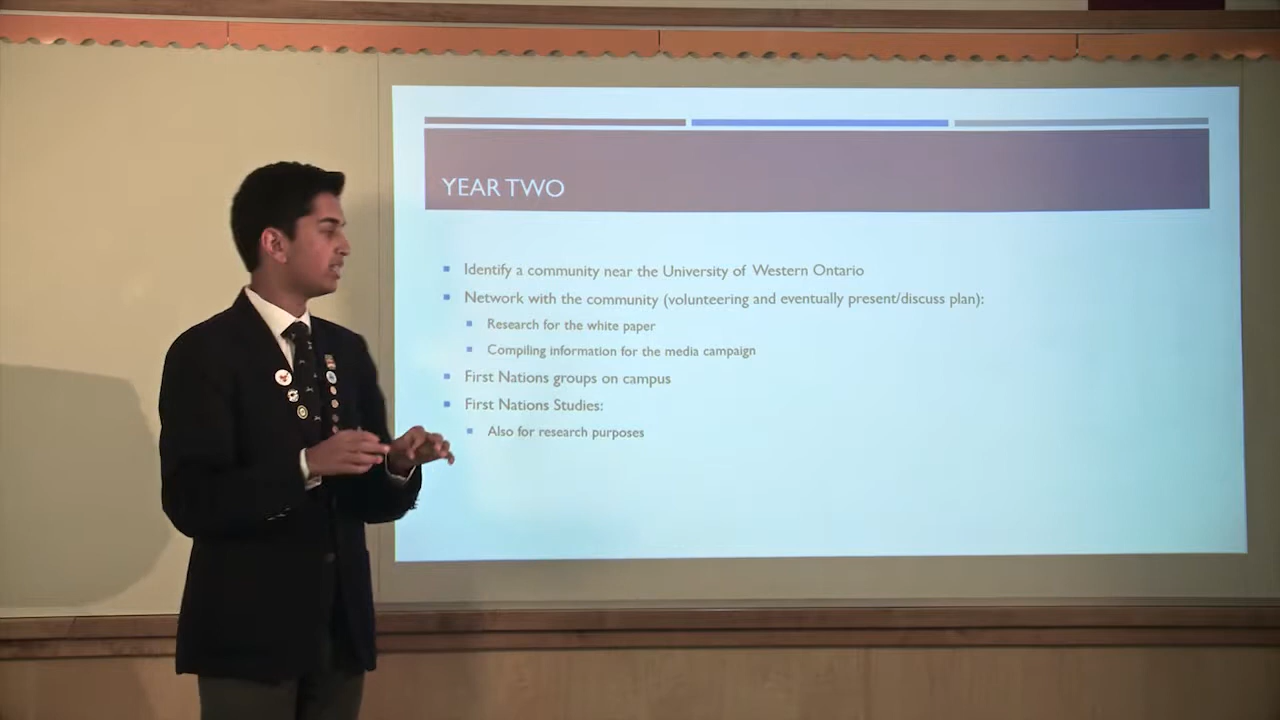 YEAR TWO
Identify a community near the University of Western Ontario
Network with the community (volunteering and eventually present/discuss plan):
Research for the white paper
Compiling information for the media campaign
First Nations groups on campus
First Nations Studies:
Also for research purposes